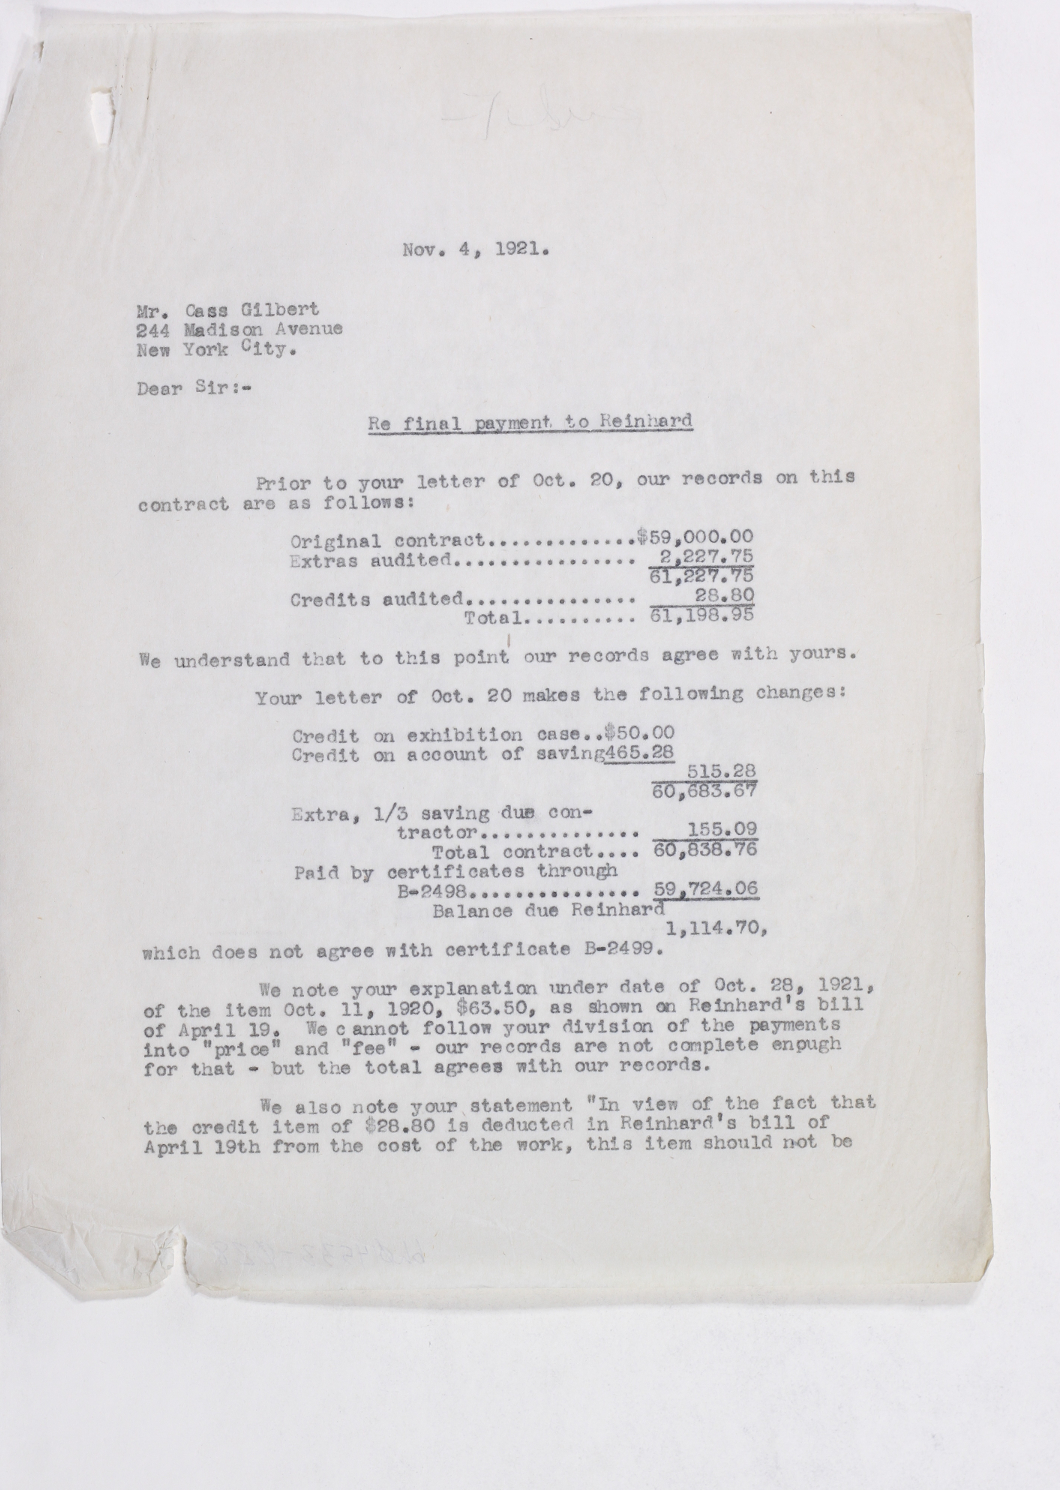 Nov. 4, 1921.
Mr. Cass Gilbert
244 Madison Avenue
New York City.
Dear Sir:-
Re final payment to Reinhard
Prior to your letter of Oct. 20, our records on this
contract are as follows:
Original contract.............$59,000.00
Extras audited................ 2,227.75
61,227.75
Credits audited............... 28.80
Total.......... 61,198.95
We understand that to this point our records agree with yours.
Your letter of Oct. 20 makes the following changes:
Credit on exhibition case..$50.00
Credit on account of saving465.28
515.28
60,683.67
Extra, 1/3 saving due con-
tractor.............. 155.09
Total contract.... 60,838.76
Paid by certificates through
B-2498............... 59,724.06
Balance due Reinhard
1,114.70,
which does not agree with certificate B-2499.
We note your explanation under date of Oct. 28, 1921,
of the item Oct. 11, 1920, $63.50, as shown on Reinhard's bill
of April 19. We c annot follow your division of the payments
into "price" and "fee" - our records are not complete enpugh
for that - but the total agrees with our records.
We also note your statement "In view of the fact that
the credit item of $28.80 is deducted in Reinhard's bill of
April 19th from the cost of the work, this item should not be